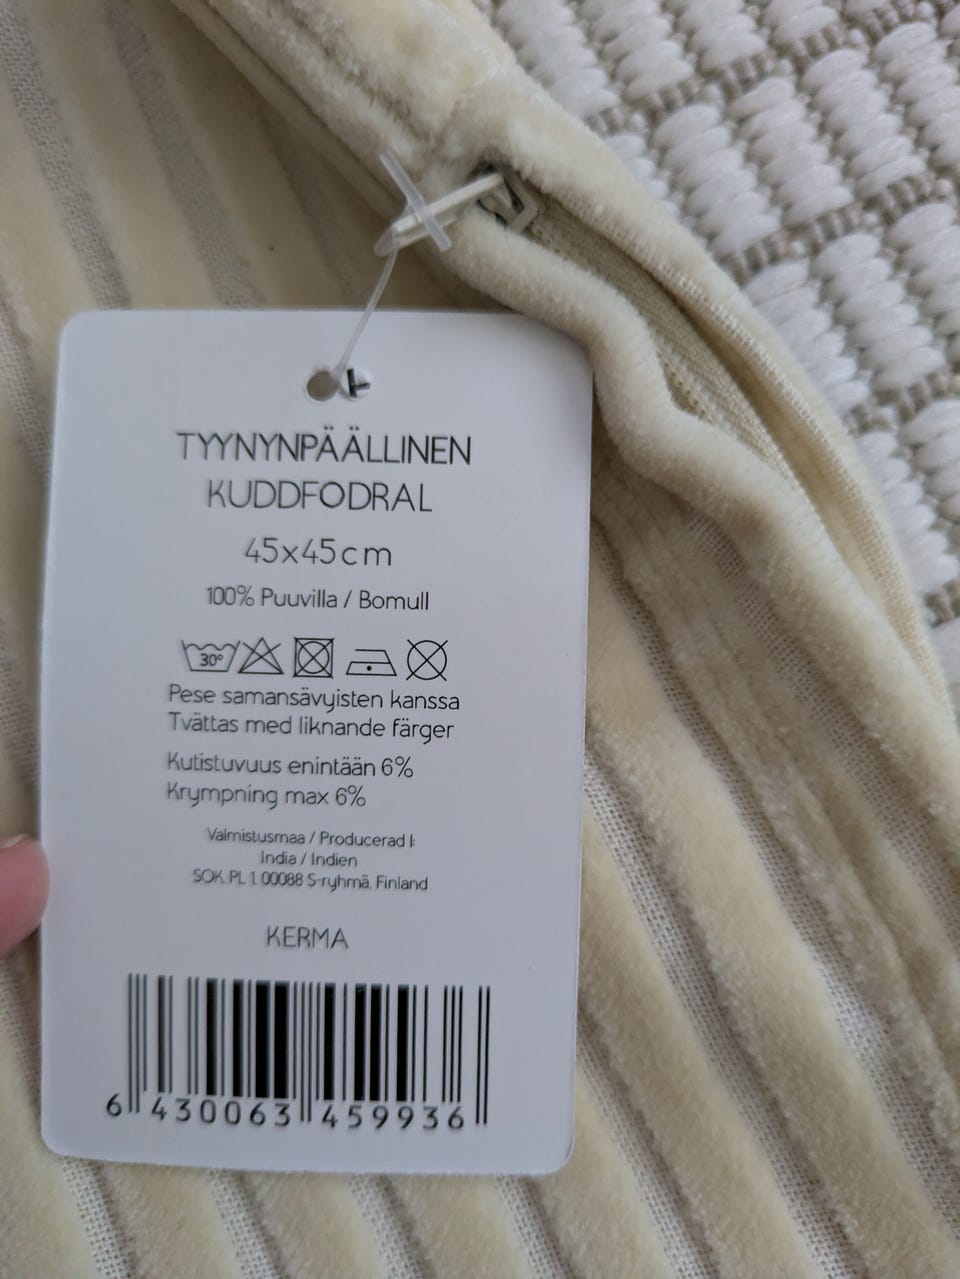 TYYNYNPÄÄLLINEN
KUDDFODRAL
45x45cm
100% Puuvilla / Bomull
30°
Pese samansävyisten kanssa
Tvättas med liknande färger
Kutistuvuus enintään 6%
Krympning max 6%
Valmistusmaa / Producerad I:
India / Indien
SOK, PL 1, 00088 S-ryhmä, Finland
KERMA
6 430063 459936